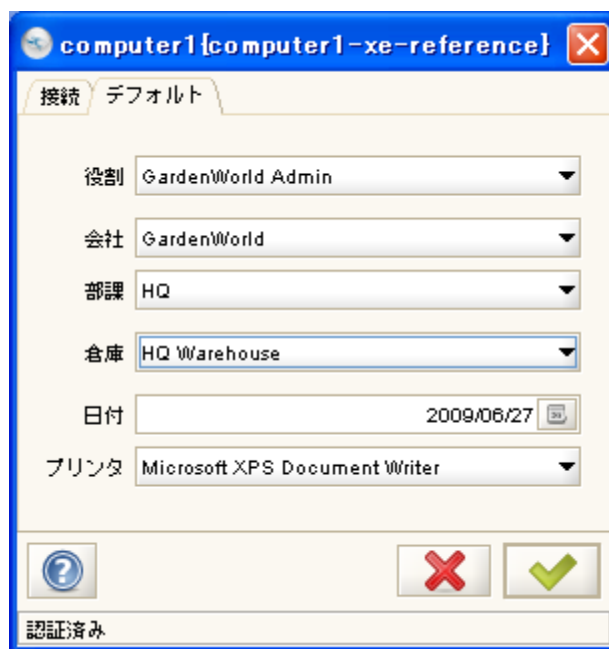 computer1{computer1-xe-reference}
接続 デフォルト
役割 GardenWorld Admin
会社 GardenWorld
部課 HQ
倉庫 HQ Warehouse
日付 2009/06/27
プリンタ Microsoft XPS Document Writer
認証済み